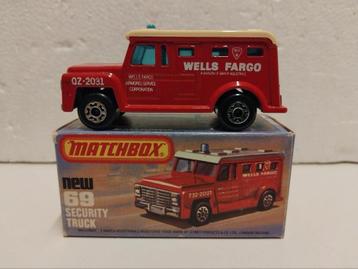 WELLS FARGO
QZ-2031
WELLS FARGO
ARMORED SERVICE
CORPORATION
MATCHBOX
new
69
SECURITY
TRUCK
WELLS FARGO